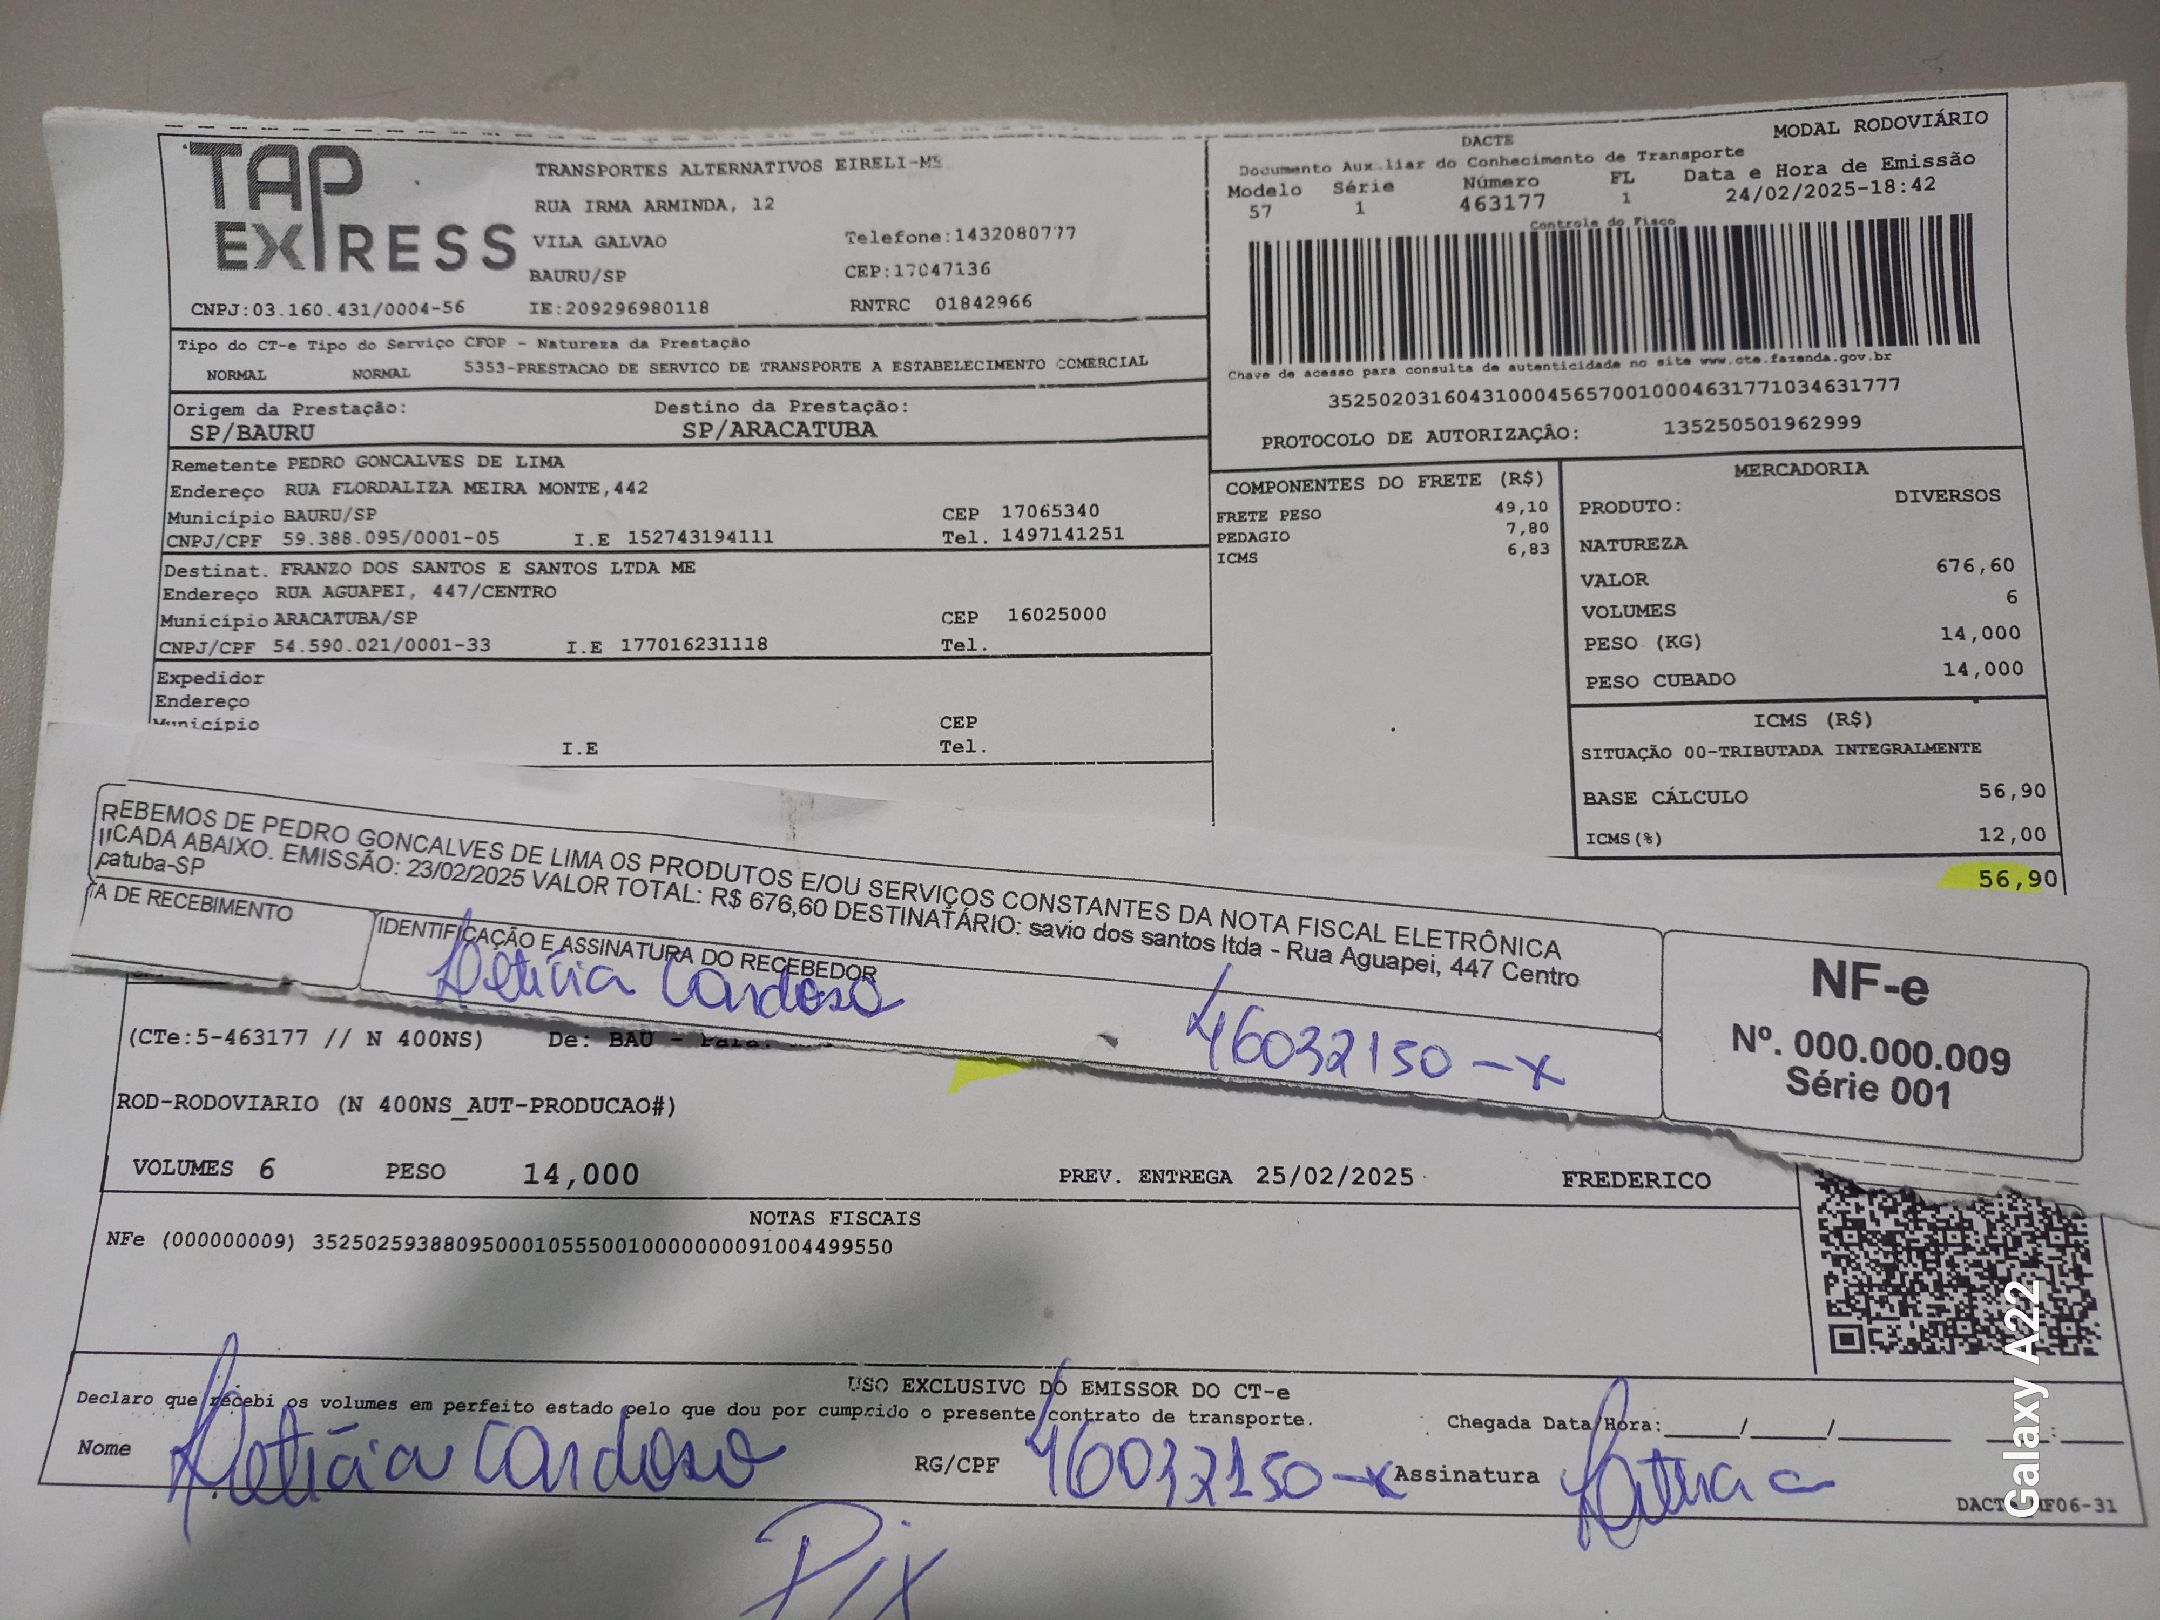 TAP EXPRESS
TRANSPORTES ALTERNATIVOS EIRELI-ME
RUA IRMA ARMINDA, 12
VILA GALVAO
Telefone:1432080777
BAURU/SP
CEP:17047136
CNPJ:03.160.431/0004-56
IE:209296980118
RNTRC 01842966
DACTE
MODAL RODOVIÁRIO
Documento Auxiliar do Conhecimento de Transporte
Modelo Série Número FL Data e Hora de Emissão
57 1 463177 1 24/02/2025-18:42
Controle do Fisco
Chave de acesso para consulta de autenticidade no site www.cte.fazenda.gov.br
35250203160431000456570010004631771034631777
PROTOCOLO DE AUTORIZAÇÃO: 135250501962999
Tipo do CT-e Tipo do Serviço CFOP - Natureza da Prestação
NORMAL NORMAL 5353-PRESTACAO DE SERVICO DE TRANSPORTE A ESTABELECIMENTO COMERCIAL
Origem da Prestação: Destino da Prestação:
SP/BAURU SP/ARACATUBA
Remetente PEDRO GONCALVES DE LIMA
Endereço RUA FLORDALIZA MEIRA MONTE,442
Município BAURU/SP CEP 17065340
CNPJ/CPF 59.388.095/0001-05 I.E 152743194111 Tel. 1497141251
Destinat. FRANZO DOS SANTOS E SANTOS LTDA ME
Endereço RUA AGUAPEI, 447/CENTRO
Município ARACATUBA/SP CEP 16025000
CNPJ/CPF 54.590.021/0001-33 I.E 177016231118 Tel.
Expedidor
Endereço
Município CEP
I.E Tel.
COMPONENTES DO FRETE (R$)
FRETE PESO 49,10
PEDAGIO 7,80
ICMS 6,83
MERCADORIA
PRODUTO: DIVERSOS
NATUREZA
VALOR 676,60
VOLUMES 6
PESO (KG) 14,000
PESO CUBADO 14,000
ICMS (R$)
SITUAÇÃO 00-TRIBUTADA INTEGRALMENTE
BASE CÁLCULO 56,90
ICMS(%) 12,00
56,90
REBEMOS DE PEDRO GONCALVES DE LIMA OS PRODUTOS E/OU SERVIÇOS CONSTANTES DA NOTA FISCAL ELETRÔNICA
ICADA ABAIXO. EMISSÃO: 23/02/2025 VALOR TOTAL: R$ 676,60 DESTINATÁRIO: savio dos santos ltda - Rua Aguapei, 447 Centro
catuba-SP
TA DE RECEBIMENTO
IDENTIFICAÇÃO E ASSINATURA DO RECEBEDOR
Letícia Cardoso 46032150-x
NF-e
Nº. 000.000.009
Série 001
(CTe:5-463177 // N 400NS) De: BAU - Para:
ROD-RODOVIARIO (N 400NS_AUT-PRODUCAO#)
VOLUMES 6 PESO 14,000 PREV. ENTREGA 25/02/2025 FREDERICO
NOTAS FISCAIS
NFe (000000009) 35250259388095000105550010000000091004499550
USO EXCLUSIVO DO EMISSOR DO CT-e
Declaro que recebi os volumes em perfeito estado pelo que dou por cumprido o presente contrato de transporte.
Chegada Data/Hora:____/____/____ __:__
Nome Letícia Cardoso RG/CPF 46032150-x Assinatura
Pix
Galaxy A22